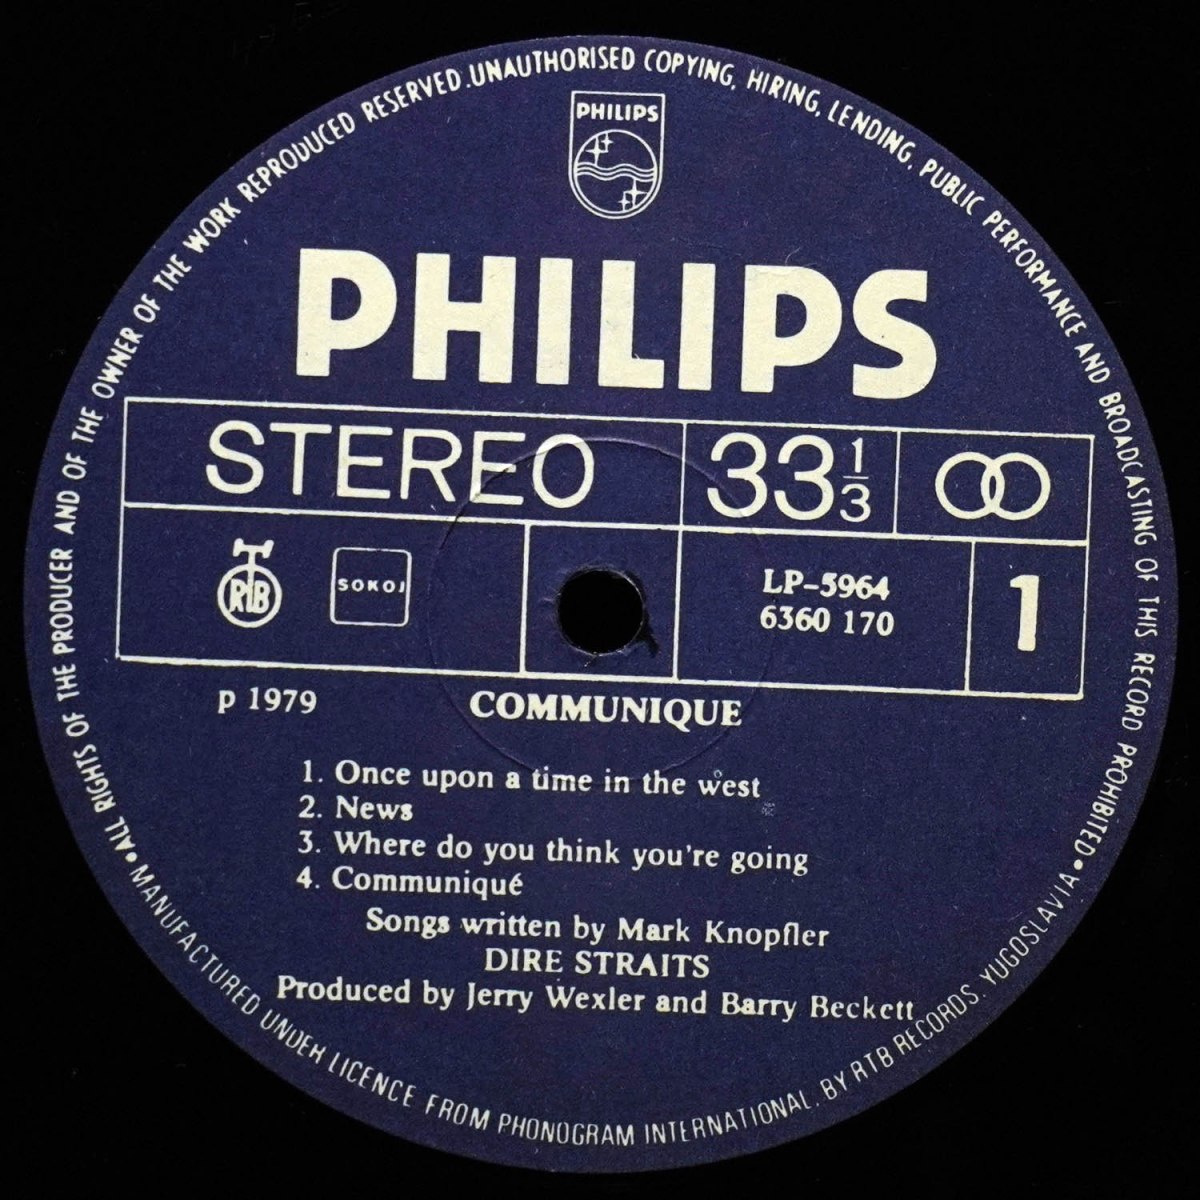 • ALL RIGHTS OF THE PRODUCER AND OF THE OWNER OF THE WORK REPRODUCED RESERVED. UNAUTHORISED COPYING, HIRING, LENDING, PUBLIC PERFORMANCE AND BROADCASTING OF THIS RECORD PROHIBITED •
PHILIPS
PHILIPS
STEREO
33 1/3
RTB
SOKOJ
LP-5964
6360 170
1
p 1979
COMMUNIQUE
1. Once upon a time in the west
2. News
3. Where do you think you're going
4. Communiqué
Songs written by Mark Knopfler
DIRE STRAITS
Produced by Jerry Wexler and Barry Beckett
MANUFACTURED UNDER LICENCE FROM PHONOGRAM INTERNATIONAL. BY RTB RECORDS. YUGOSLAVIA